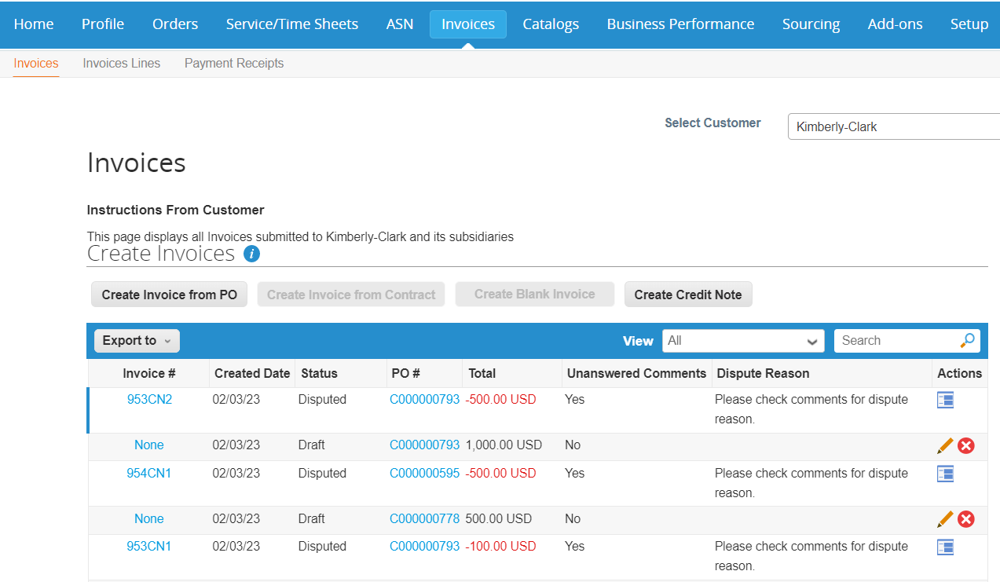 Home Profile Orders Service/Time Sheets ASN Invoices Catalogs Business Performance Sourcing Add-ons Setup
Invoices Invoices Lines Payment Receipts
Select Customer Kimberly-Clark
Invoices
Instructions From Customer
This page displays all Invoices submitted to Kimberly-Clark and its subsidiaries
Create Invoices i
Create Invoice from PO Create Invoice from Contract Create Blank Invoice Create Credit Note
Export to View All Search
Invoice # Created Date Status PO # Total Unanswered Comments Dispute Reason Actions
953CN2 02/03/23 Disputed C000000793 -500.00 USD Yes Please check comments for dispute
reason.
None 02/03/23 Draft C000000793 1,000.00 USD No
954CN1 02/03/23 Disputed C000000595 -500.00 USD Yes Please check comments for dispute
reason.
None 02/03/23 Draft C000000778 500.00 USD No
953CN1 02/03/23 Disputed C000000793 -100.00 USD Yes Please check comments for dispute
reason.